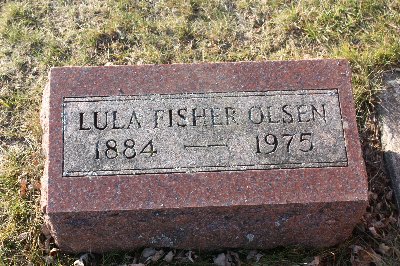 LULA FISHER OLSEN
1884 — 1975